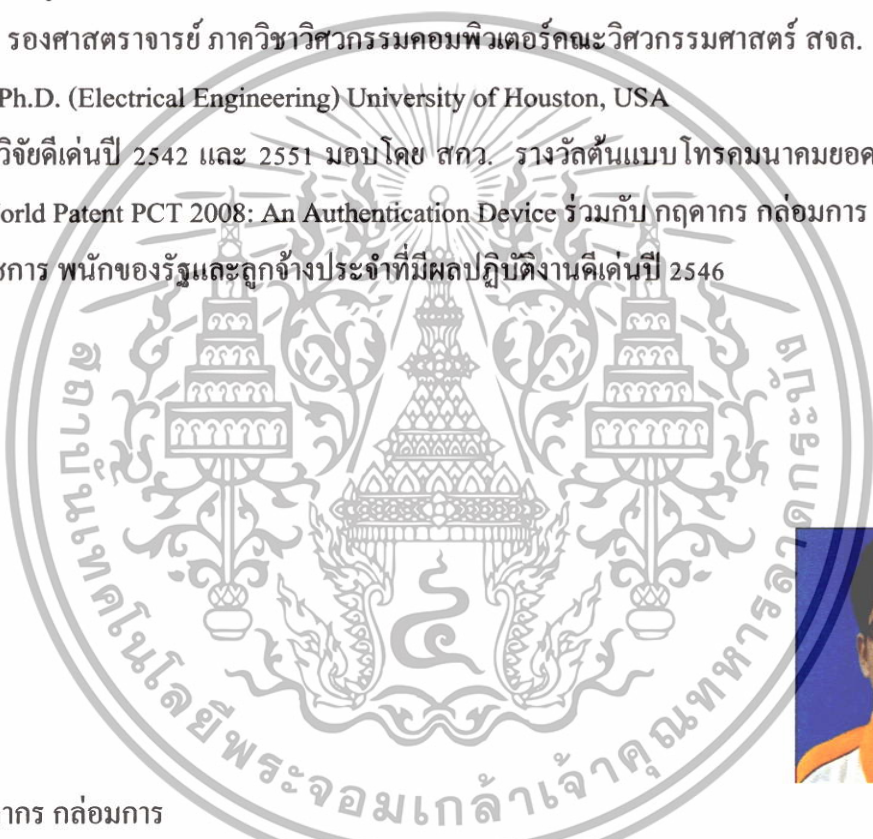 รองศาสตราจารย์ ภาควิชาวิศวกรรมคอมพิวเตอร์คณะวิศวกรรมศาสตร์ สจล.
Ph.D. (Electrical Engineering) University of Houston, USA
วิจัยดีเด่นปี 2542 และ 2551 มอบโดย สกว. รางวัลต้นแบบโทรคมนาคมยอด
World Patent PCT 2008: An Authentication Device ร่วมกับ กฤดากร กล่อมการ
ชการ พนักของรัฐและลูกจ้างประจำที่มีผลปฏิบัติงานดีเด่นปี 2546
สถาบันเทคโนโลยีพระจอมเกล้าเจ้าคุณทหารลาดกระบัง
ากร กล่อมการ